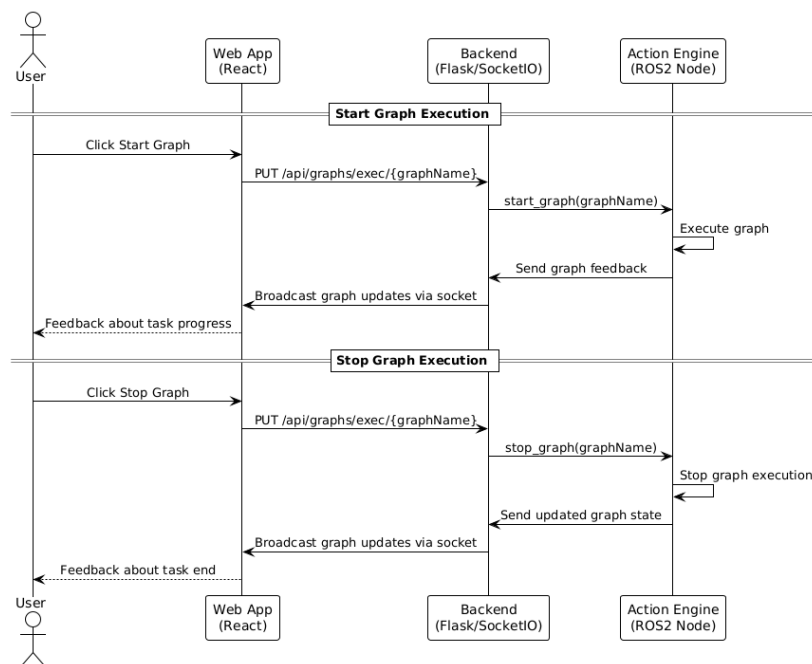 User
Web App
(React)
Backend
(Flask/SocketIO)
Action Engine
(ROS2 Node)
Start Graph Execution
Click Start Graph
PUT /api/graphs/exec/{graphName}
start_graph(graphName)
Execute graph
Send graph feedback
Broadcast graph updates via socket
Feedback about task progress
Stop Graph Execution
Click Stop Graph
PUT /api/graphs/exec/{graphName}
stop_graph(graphName)
Stop graph execution
Send updated graph state
Broadcast graph updates via socket
Feedback about task end
User
Web App
(React)
Backend
(Flask/SocketIO)
Action Engine
(ROS2 Node)